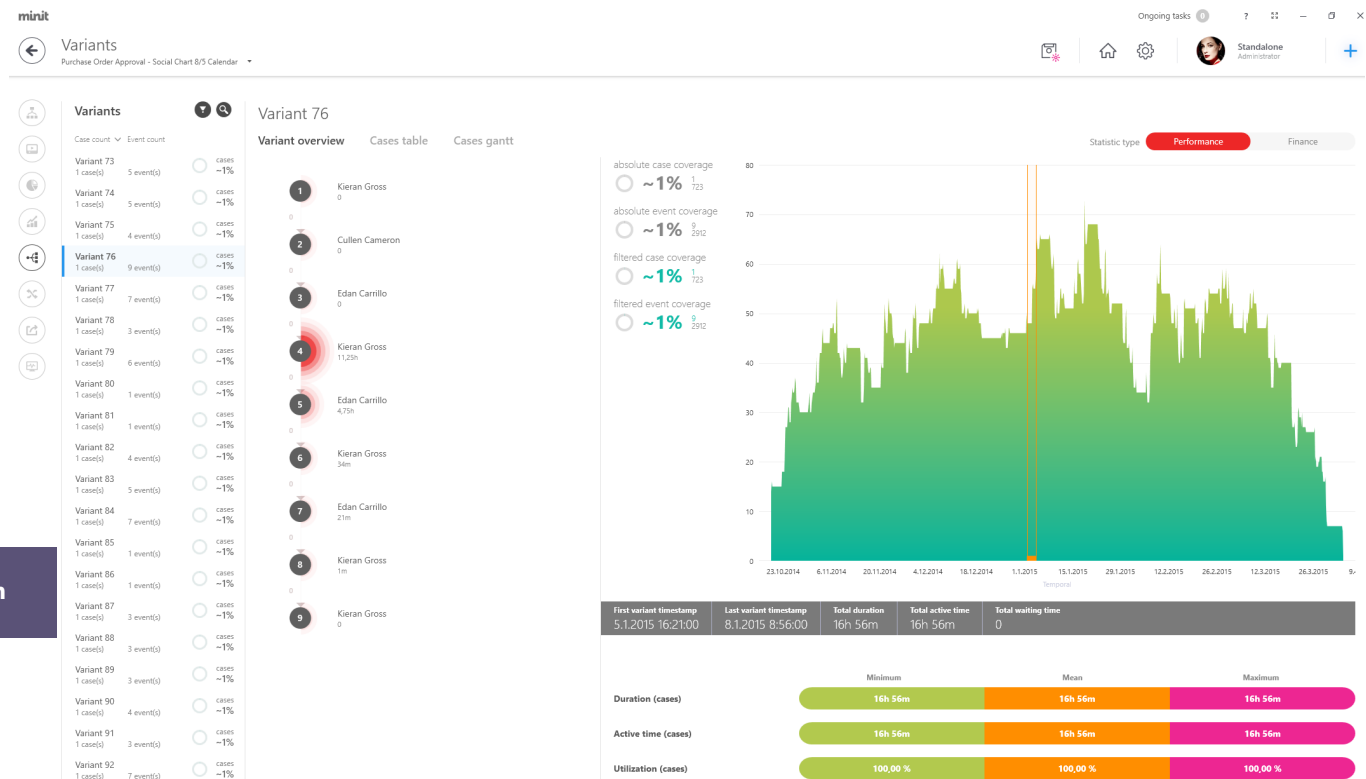 minit
Ongoing tasks 0 ?
Variants
Purchase Order Approval - Social Chart 8/5 Calendar
Standalone
Administrator
Variants
Case count Event count
Variant 73
1 case(s) 5 event(s)
cases
~1%
Variant 74
1 case(s) 5 event(s)
cases
~1%
Variant 75
1 case(s) 4 event(s)
cases
~1%
Variant 76
1 case(s) 9 event(s)
cases
~1%
Variant 77
1 case(s) 7 event(s)
cases
~1%
Variant 78
1 case(s) 3 event(s)
cases
~1%
Variant 79
1 case(s) 6 event(s)
cases
~1%
Variant 80
1 case(s) 1 event(s)
cases
~1%
Variant 81
1 case(s) 1 event(s)
cases
~1%
Variant 82
1 case(s) 4 event(s)
cases
~1%
Variant 83
1 case(s) 5 event(s)
cases
~1%
Variant 84
1 case(s) 7 event(s)
cases
~1%
Variant 85
1 case(s) 1 event(s)
cases
~1%
Variant 86
1 case(s) 1 event(s)
cases
~1%
Variant 87
1 case(s) 3 event(s)
cases
~1%
Variant 88
1 case(s) 3 event(s)
cases
~1%
Variant 89
1 case(s) 3 event(s)
cases
~1%
Variant 90
1 case(s) 4 event(s)
cases
~1%
Variant 91
1 case(s) 3 event(s)
cases
~1%
Variant 92
1 case(s) 7 event(s)
cases
~1%
Variant 76
Variant overview Cases table Cases gantt
Statistic type Performance Finance
1 Kieran Gross
0
0
2 Cullen Cameron
0
0
3 Edan Carrillo
0
0
4 Kieran Gross
11,25h
0
5 Edan Carrillo
4,75h
0
6 Kieran Gross
34m
0
7 Edan Carrillo
21m
0
8 Kieran Gross
1m
0
9 Kieran Gross
0
absolute case coverage
~1% 1
723
absolute event coverage
~1% 9
2912
filtered case coverage
~1% 1
723
filtered event coverage
~1% 9
2912
80
70
60
50
40
30
20
10
0
23.10.2014 6.11.2014 20.11.2014 4.12.2014 18.12.2014 1.1.2015 15.1.2015 29.1.2015 12.2.2015 26.2.2015 12.3.2015 26.3.2015
Temporal
First variant timestamp Last variant timestamp Total duration Total active time Total waiting time
5.1.2015 16:21:00 8.1.2015 8:56:00 16h 56m 16h 56m 0
Minimum Mean Maximum
Duration (cases) 16h 56m 16h 56m 16h 56m
Active time (cases) 16h 56m 16h 56m 16h 56m
Utilization (cases) 100,00 % 100,00 % 100,00 %